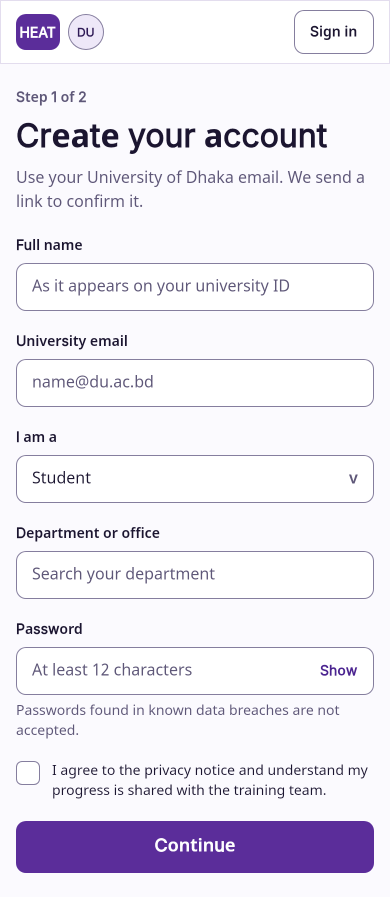 HEAT DU Sign in
Step 1 of 2
Create your account
Use your University of Dhaka email. We send a
link to confirm it.
Full name
As it appears on your university ID
University email
name@du.ac.bd
I am a
Student v
Department or office
Search your department
Password
At least 12 characters Show
Passwords found in known data breaches are not
accepted.
I agree to the privacy notice and understand my
progress is shared with the training team.
Continue